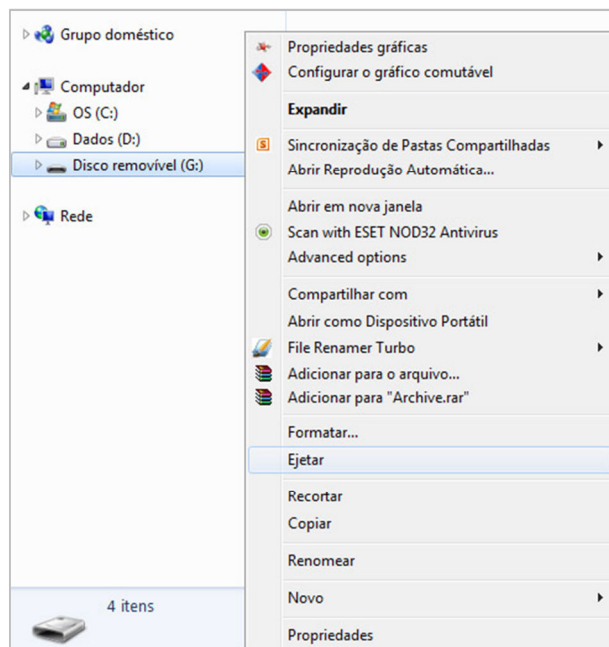 Grupo doméstico
Computador
OS (C:)
Dados (D:)
Disco removível (G:)
Rede
4 itens
Propriedades gráficas
Configurar o gráfico comutável
Expandir
Sincronização de Pastas Compartilhadas
Abrir Reprodução Automática...
Abrir em nova janela
Scan with ESET NOD32 Antivirus
Advanced options
Compartilhar com
Abrir como Dispositivo Portátil
File Renamer Turbo
Adicionar para o arquivo...
Adicionar para "Archive.rar"
Formatar...
Ejetar
Recortar
Copiar
Renomear
Novo
Propriedades